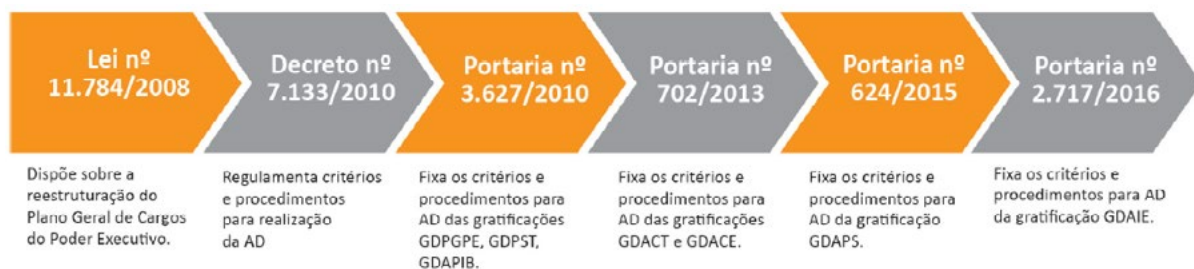 Lei nº
11.784/2008
Decreto nº
7.133/2010
Portaria nº
3.627/2010
Portaria nº
702/2013
Portaria nº
624/2015
Portaria nº
2.717/2016
Dispõe sobre a
reestruturação do
Plano Geral de Cargos
do Poder Executivo.
Regulamenta critérios
e procedimentos
para realização
da AD
Fixa os critérios e
procedimentos para
AD das gratificações
GDPGPE, GDPST,
GDAPIB.
Fixa os critérios e
procedimentos para
AD das gratificações
GDACT e GDACE.
Fixa os critérios e
procedimentos para
AD da gratificação
GDAPS.
Fixa os critérios e
procedimentos para AD
da gratificação GDAIE.